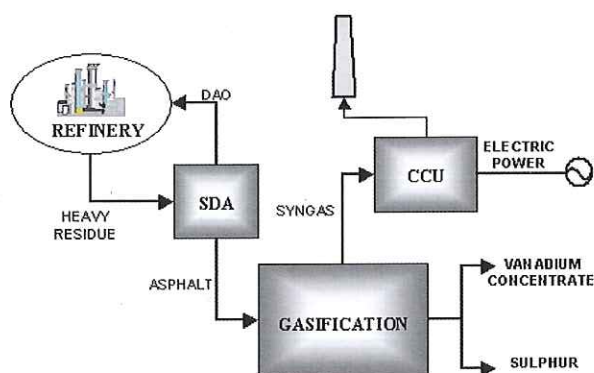 DAO
REFINERY
ELECTRIC
POWER
CCU
SDA
HEAVY
RESIDUE
SYNGAS
ASPHALT
VANADIUM
CONCENTRATE
GASIFICATION
SULPHUR